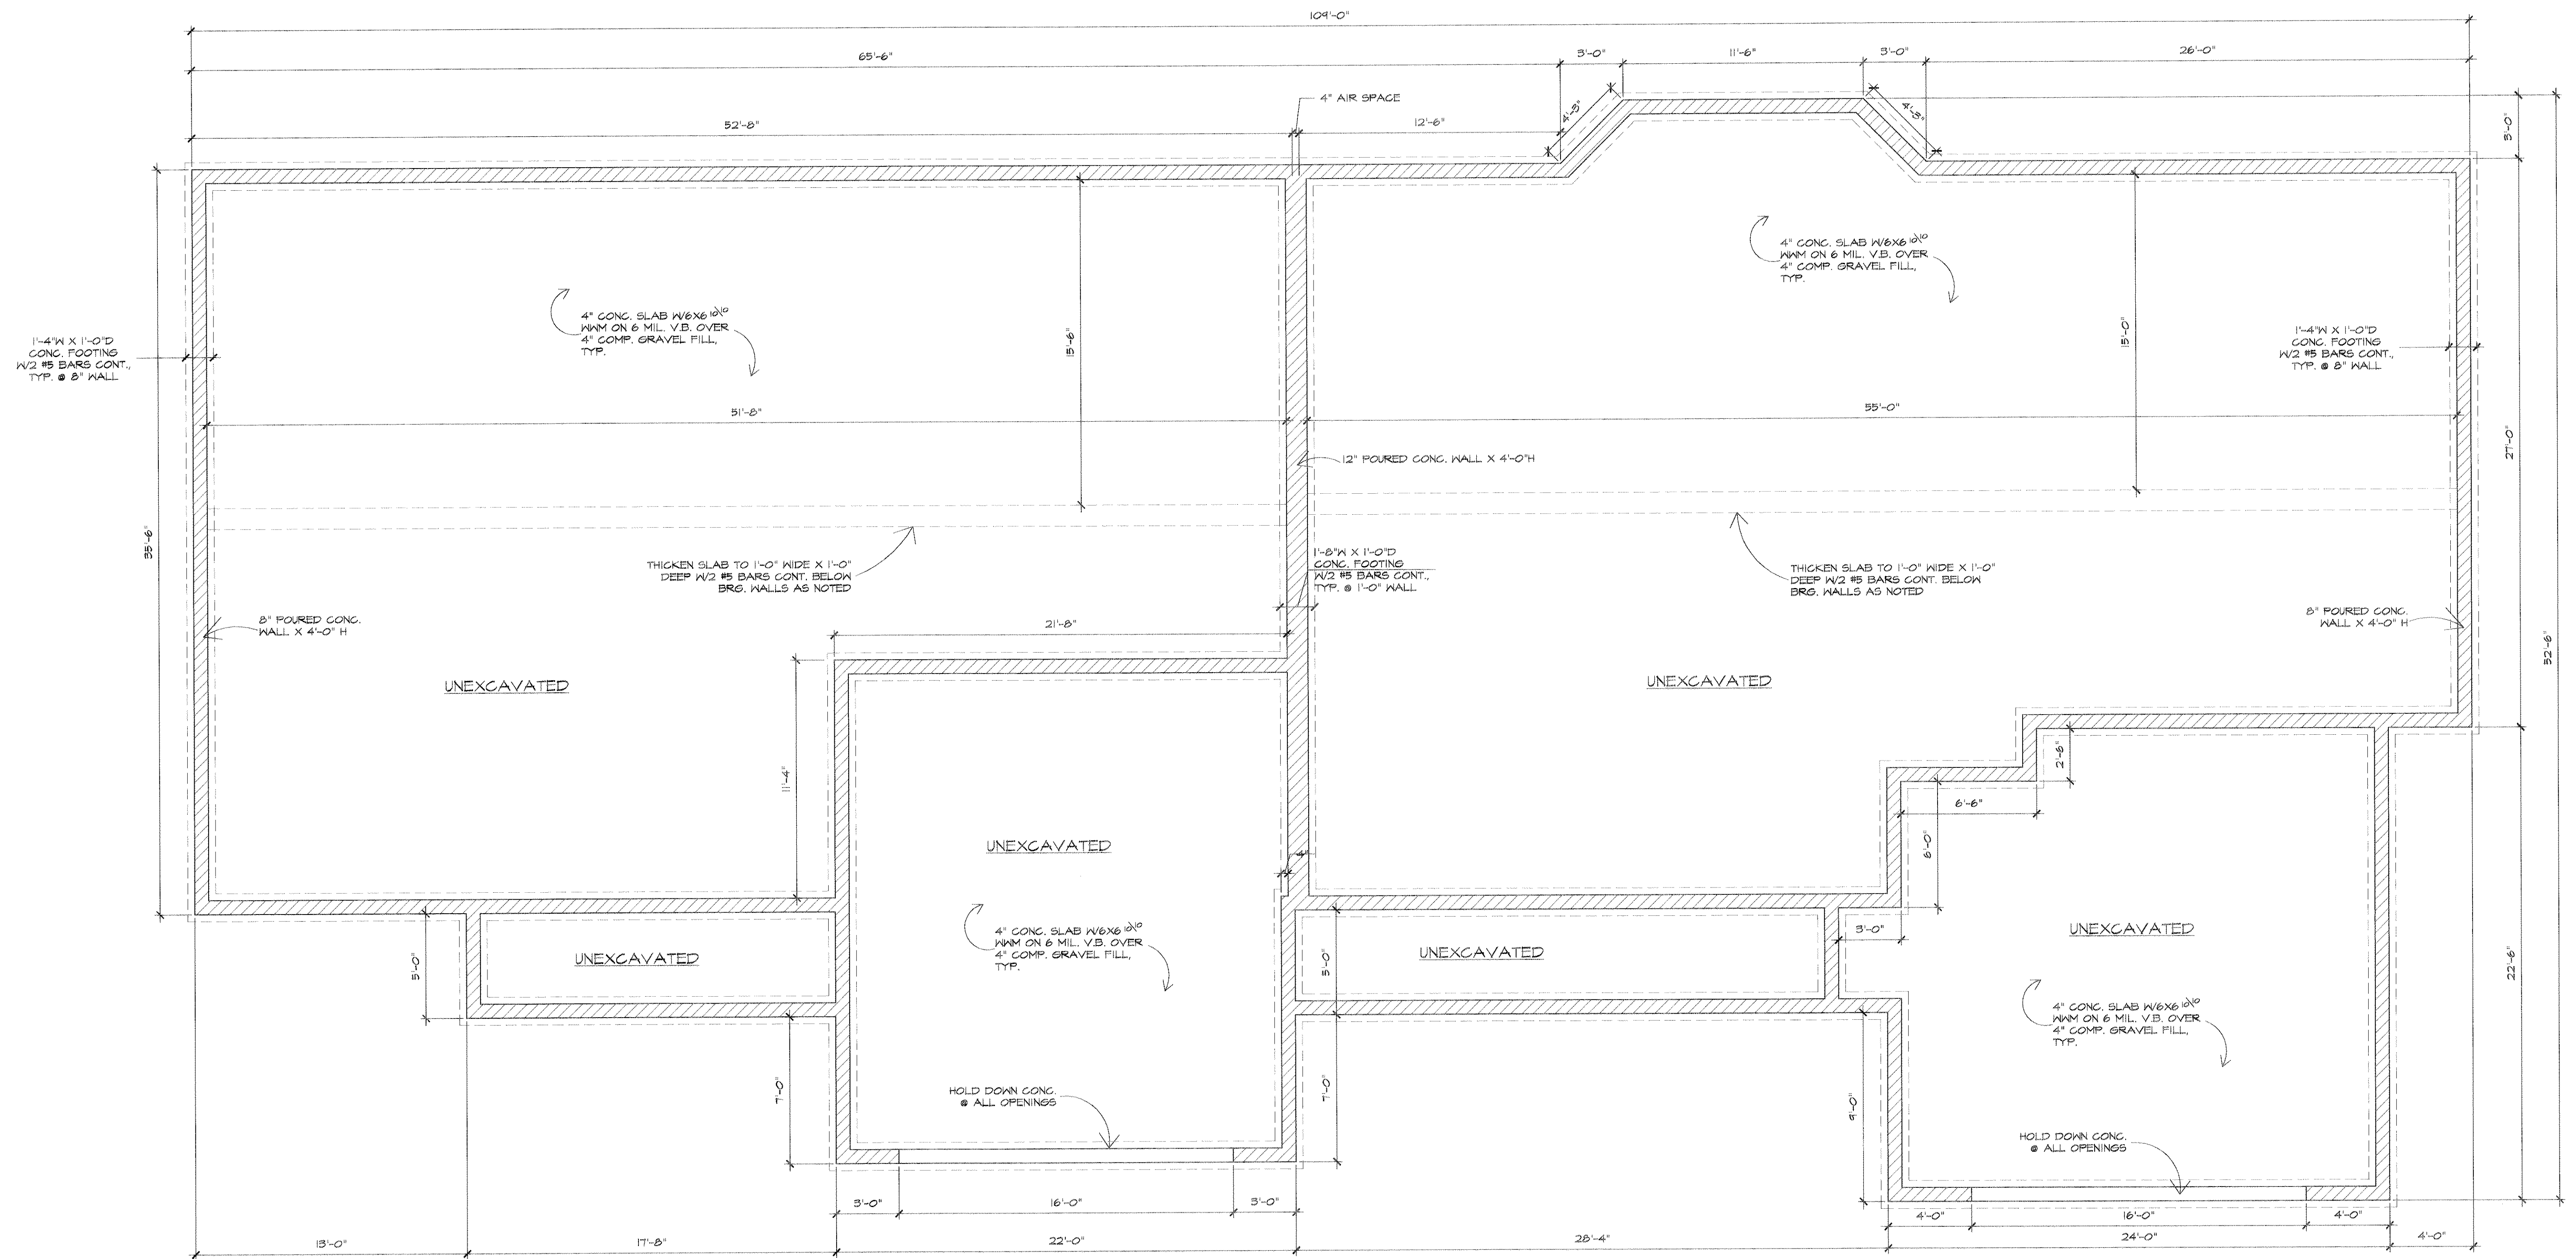 109'-0"
65'-6"
3'-0"
11'-6"
3'-0"
26'-0"
4" AIR SPACE
52'-8"
12'-6"
4'-3"
4'-3"
3'-0"
4" CONC. SLAB W/6X6 10\10
WWM ON 6 MIL. V.B. OVER
4" COMP. GRAVEL FILL,
TYP.
4" CONC. SLAB W/6X6 10\10
WWM ON 6 MIL. V.B. OVER
4" COMP. GRAVEL FILL,
TYP.
1'-4"W X 1'-0"D
CONC. FOOTING
W/2 #5 BARS CONT.,
TYP. @ 8" WALL
15'-6"
15'-0"
1'-4"W X 1'-0"D
CONC. FOOTING
W/2 #5 BARS CONT.,
TYP. @ 8" WALL
51'-8"
55'-0"
27'-0"
12" POURED CONC. WALL X 4'-0"H
35'-6"
THICKEN SLAB TO 1'-0" WIDE X 1'-0"
DEEP W/2 #5 BARS CONT. BELOW
BRG. WALLS AS NOTED
1'-8"W X 1'-0"D
CONC. FOOTING
W/2 #5 BARS CONT.,
TYP. @ 1'-0" WALL
THICKEN SLAB TO 1'-0" WIDE X 1'-0"
DEEP W/2 #5 BARS CONT. BELOW
BRG. WALLS AS NOTED
8" POURED CONC.
WALL X 4'-0" H
21'-8"
8" POURED CONC.
WALL X 4'-0" H
52'-6"
UNEXCAVATED
UNEXCAVATED
11'-4"
2'-6"
6'-6"
UNEXCAVATED
4"
6'-0"
4" CONC. SLAB W/6X6 10\10
WWM ON 6 MIL. V.B. OVER
4" COMP. GRAVEL FILL,
TYP.
3'-0"
UNEXCAVATED
5'-0"
UNEXCAVATED
5'-0"
UNEXCAVATED
22'-6"
4" CONC. SLAB W/6X6 10\10
WWM ON 6 MIL. V.B. OVER
4" COMP. GRAVEL FILL,
TYP.
7'-0"
HOLD DOWN CONC.
@ ALL OPENINGS
7'-0"
9'-0"
HOLD DOWN CONC.
@ ALL OPENINGS
3'-0"
16'-0"
3'-0"
4'-0"
16'-0"
4'-0"
13'-0"
17'-8"
22'-0"
28'-4"
24'-0"
4'-0"